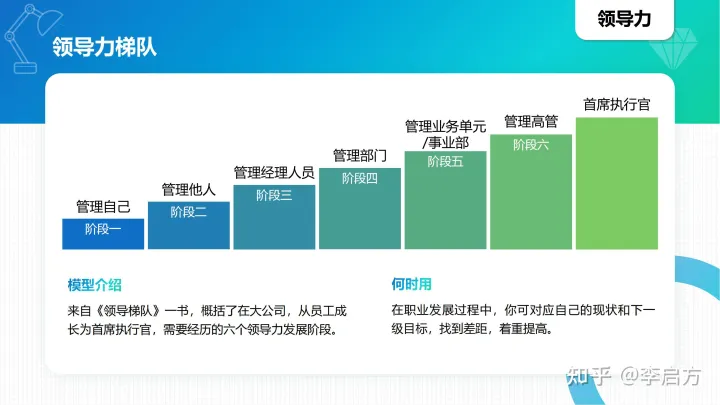 领导力
领导力梯队
首席执行官
管理高管
阶段六
管理业务单元
/事业部
阶段五
管理部门
阶段四
管理经理人员
阶段三
管理他人
阶段二
管理自己
阶段一
模型介绍
来自《领导梯队》一书，概括了在大公司，从员工成
长为首席执行官，需要经历的六个领导力发展阶段。
何时用
在职业发展过程中，你可对应自己的现状和下一
级目标，找到差距，着重提高。
知乎 @李启方